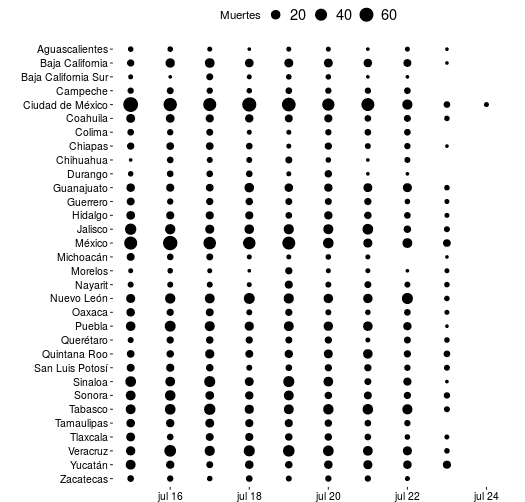 Muertes 20 40 60
Aguascalientes
Baja California
Baja California Sur
Campeche
Ciudad de México
Coahuila
Colima
Chiapas
Chihuahua
Durango
Guanajuato
Guerrero
Hidalgo
Jalisco
México
Michoacán
Morelos
Nayarit
Nuevo León
Oaxaca
Puebla
Querétaro
Quintana Roo
San Luis Potosí
Sinaloa
Sonora
Tabasco
Tamaulipas
Tlaxcala
Veracruz
Yucatán
Zacatecas
jul 16 jul 18 jul 20 jul 22 jul 24